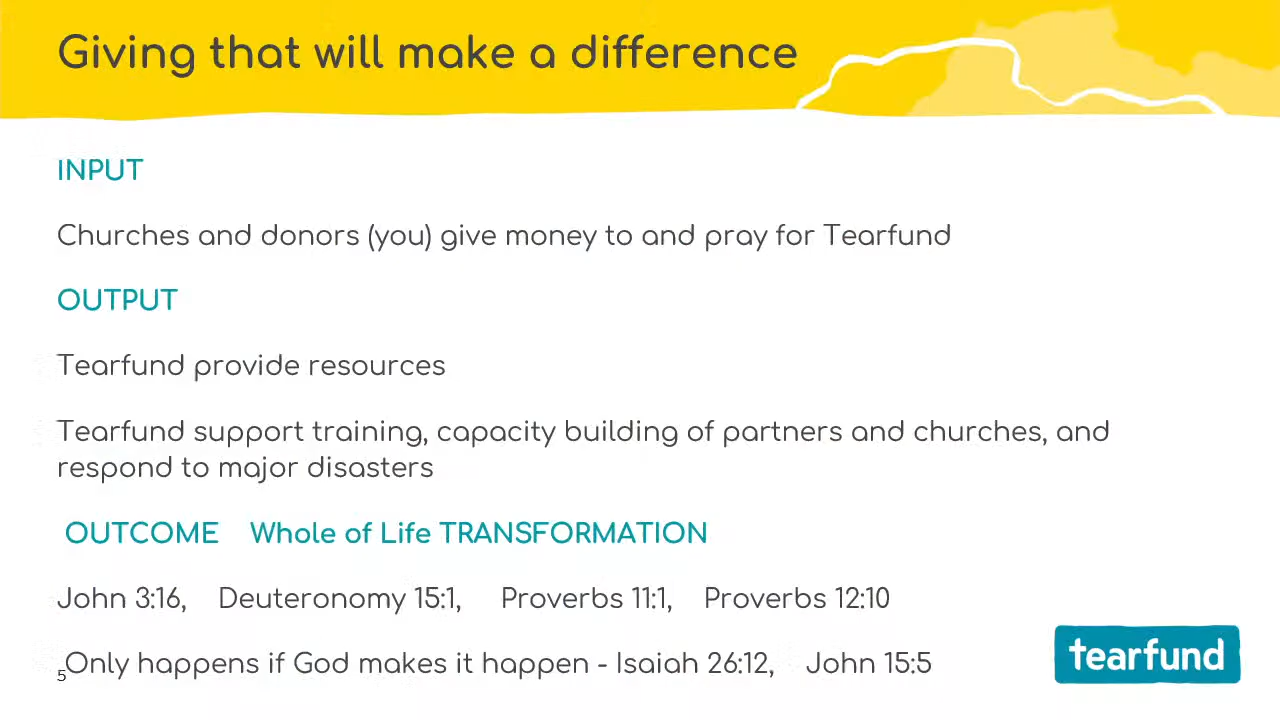 Giving that will make a difference
INPUT
Churches and donors (you) give money to and pray for Tearfund
OUTPUT
Tearfund provide resources
Tearfund support training, capacity building of partners and churches, and
respond to major disasters
OUTCOME Whole of Life TRANSFORMATION
John 3:16, Deuteronomy 15:1, Proverbs 11:1, Proverbs 12:10
5 Only happens if God makes it happen - Isaiah 26:12, John 15:5
tearfund